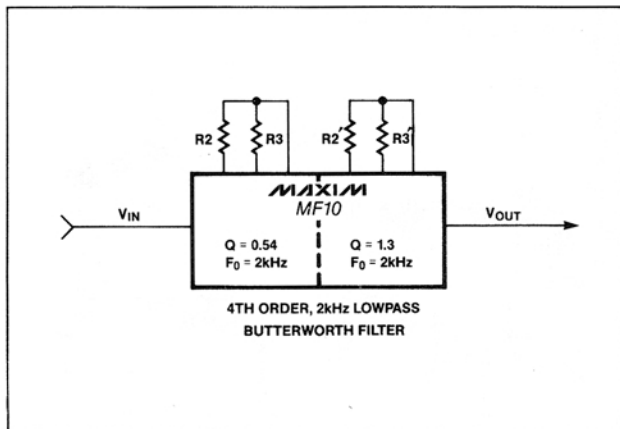 R2 R3 R2′ R3′
MAXIM
MF10
VIN VOUT
Q = 0.54 Q = 1.3
F0 = 2kHz F0 = 2kHz
4TH ORDER, 2kHz LOWPASS
BUTTERWORTH FILTER